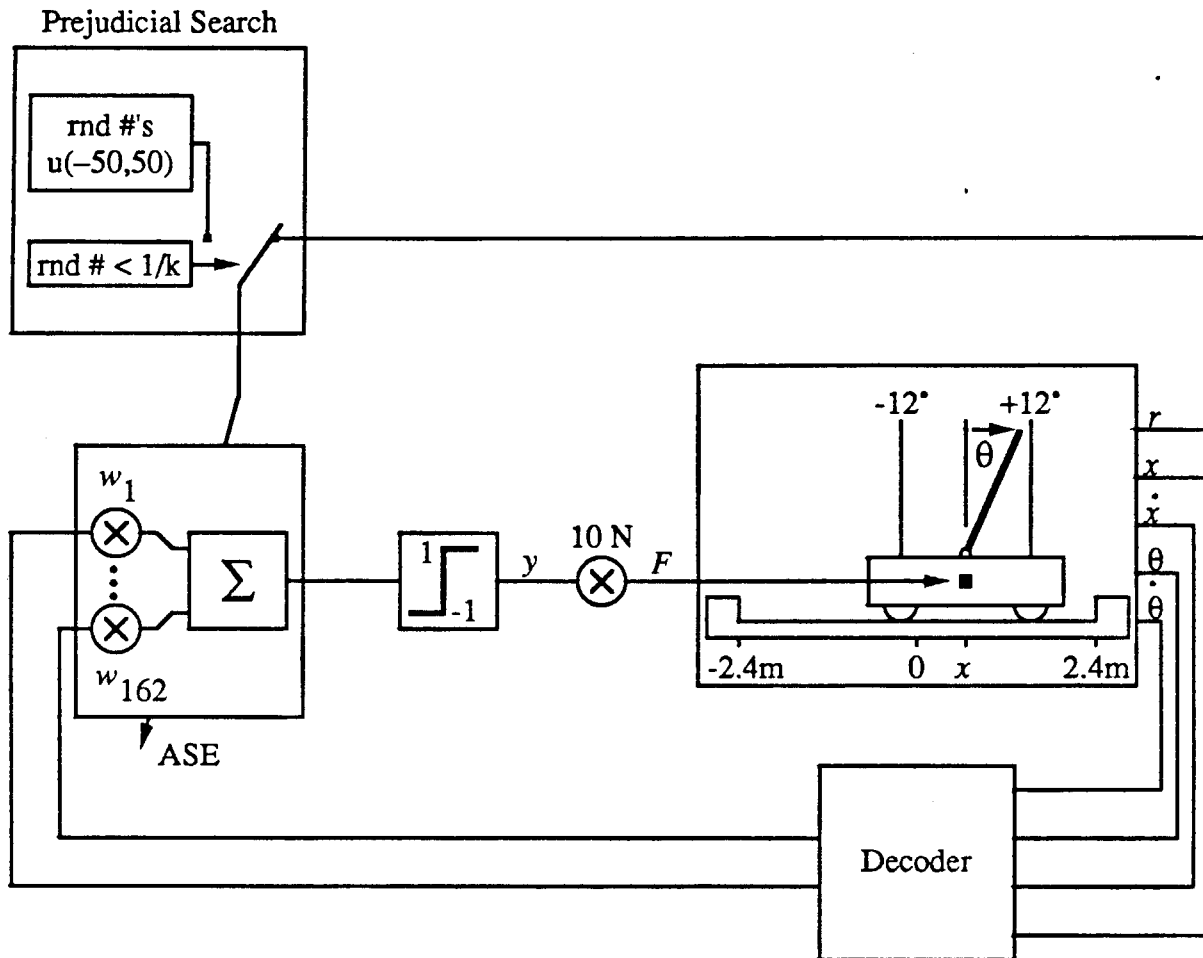 Prejudicial Search
rnd #'s
u(–50,50)
rnd # < 1/k
-12°
+12°
θ
r
x
ẋ
θ
θ̇
w1
w162
Σ
ASE
1
-1
y
10 N
F
-2.4m
0
x
2.4m
Decoder